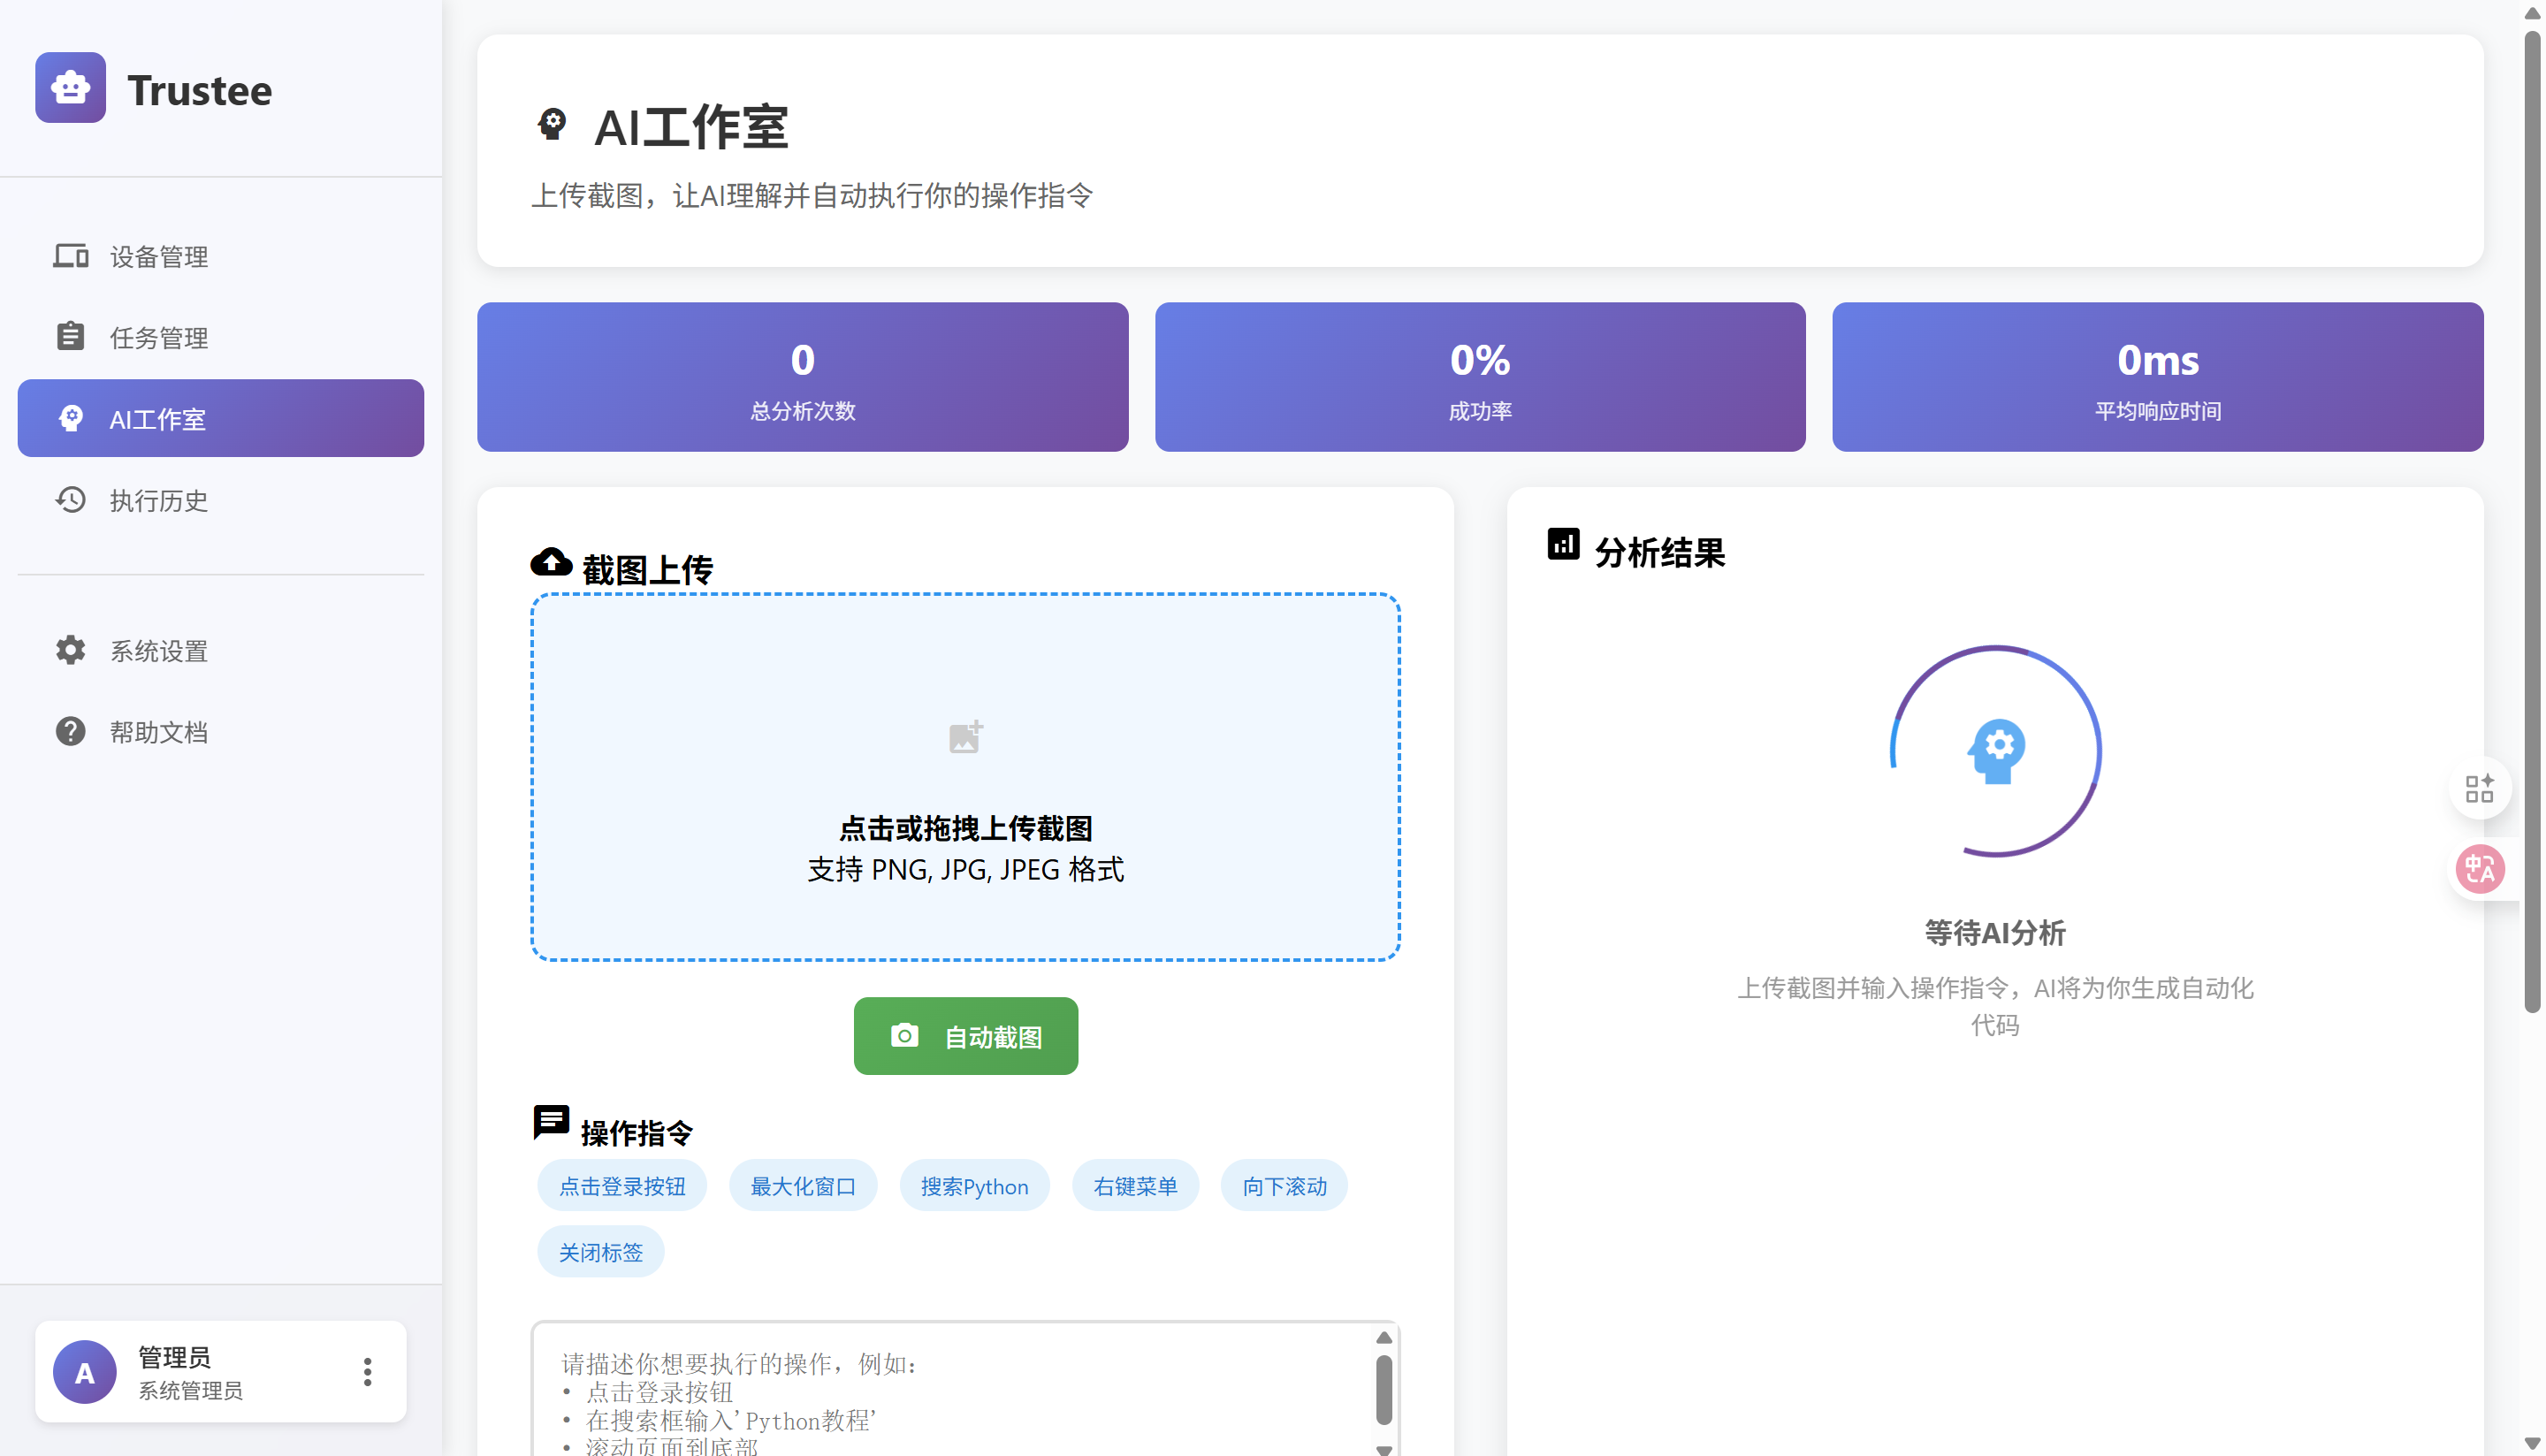 Trustee
设备管理
任务管理
AI工作室
执行历史
系统设置
帮助文档
A
管理员
系统管理员
AI工作室
上传截图，让AI理解并自动执行你的操作指令
0
总分析次数
0%
成功率
0ms
平均响应时间
截图上传
点击或拖拽上传截图
支持 PNG, JPG, JPEG 格式
自动截图
操作指令
点击登录按钮
最大化窗口
搜索Python
右键菜单
向下滚动
关闭标签
请描述你想要执行的操作，例如：
• 点击登录按钮
• 在搜索框输入'Python教程'
• 滚动页面到底部
分析结果
等待AI分析
上传截图并输入操作指令，AI将为你生成自动化
代码
中A